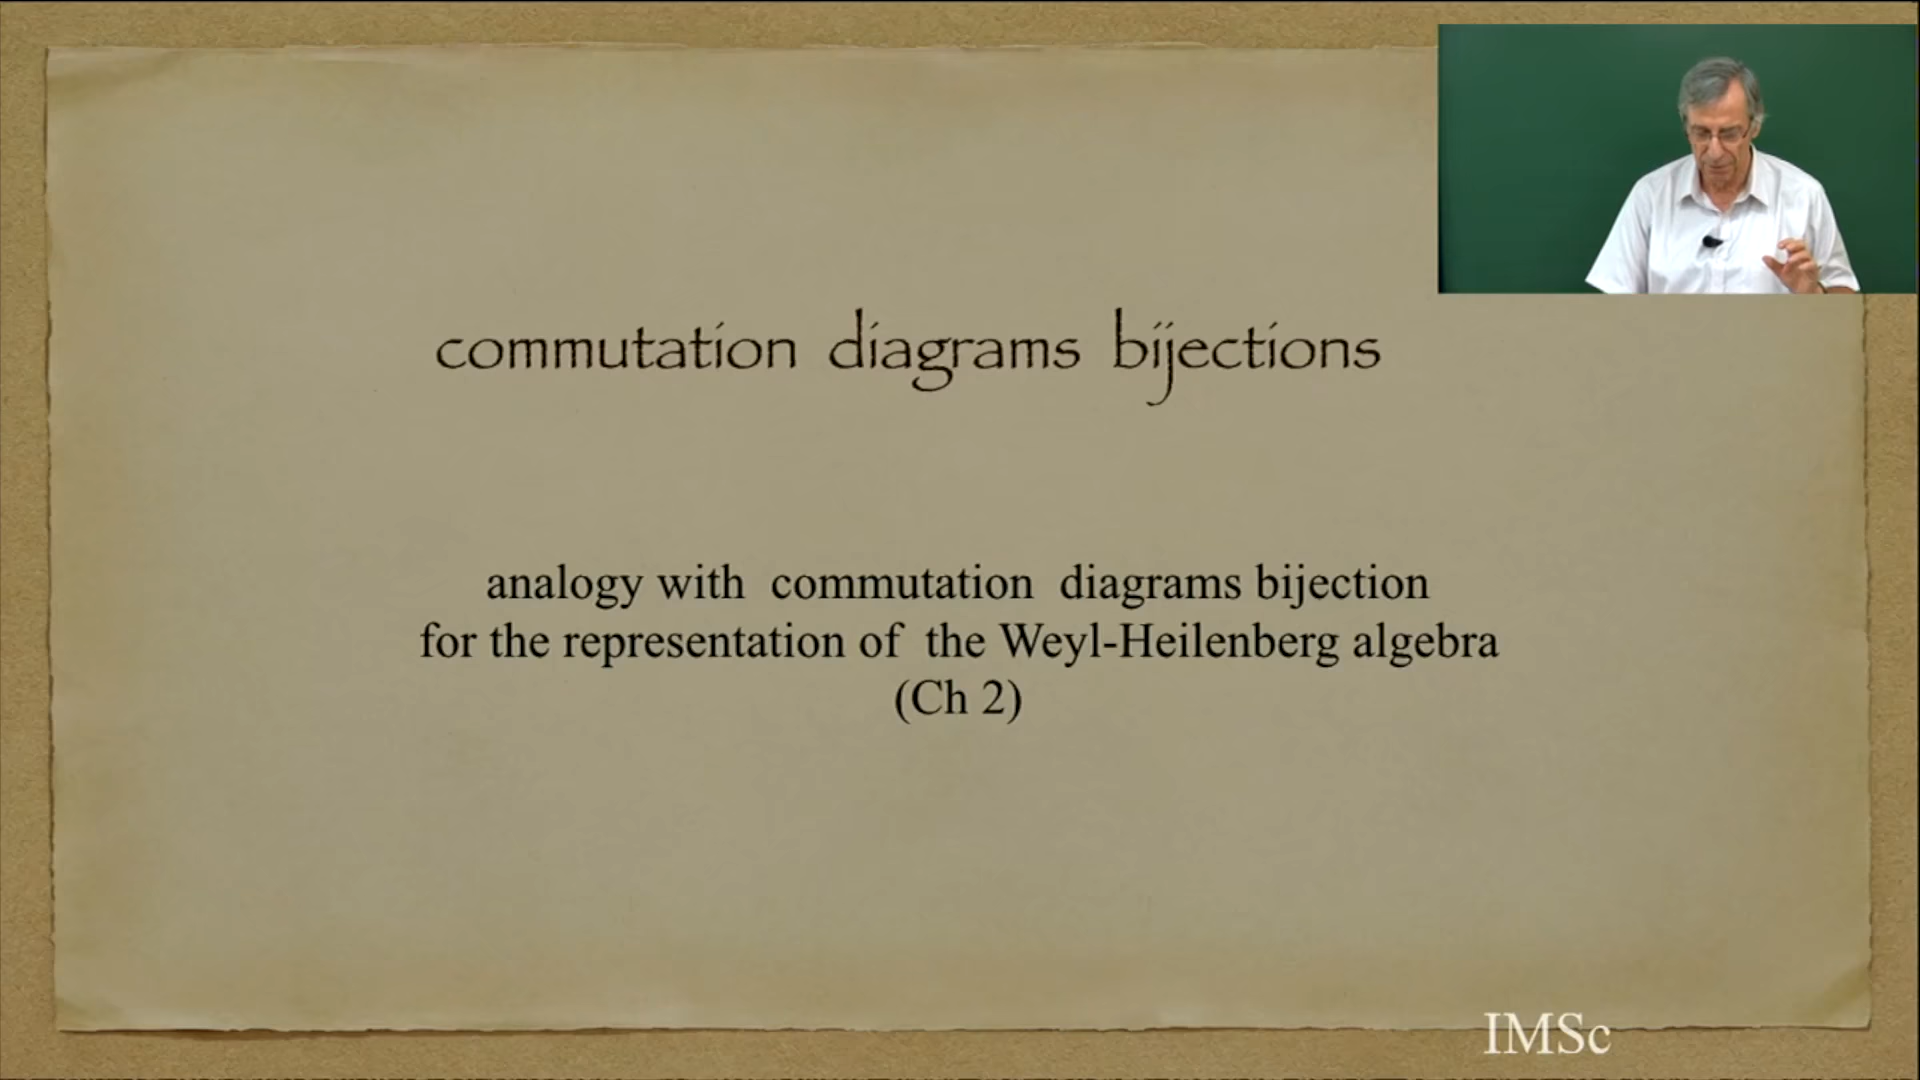 commutation diagrams bijections
analogy with commutation diagrams bijection
for the representation of the Weyl-Heilenberg algebra
(Ch 2)
IMSc